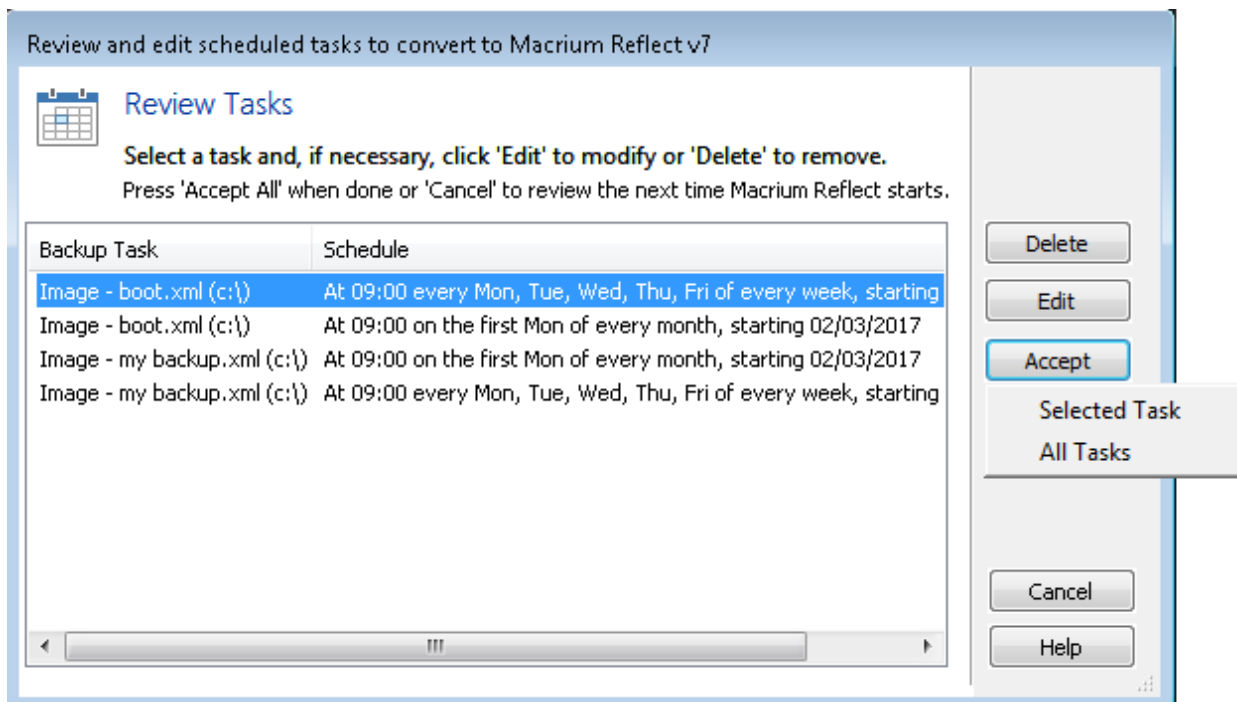 Review and edit scheduled tasks to convert to Macrium Reflect v7
Review Tasks
Select a task and, if necessary, click 'Edit' to modify or 'Delete' to remove.
Press 'Accept All' when done or 'Cancel' to review the next time Macrium Reflect starts.
Backup Task Schedule
Image - boot.xml (c:\) At 09:00 every Mon, Tue, Wed, Thu, Fri of every week, starting
Image - boot.xml (c:\) At 09:00 on the first Mon of every month, starting 02/03/2017
Image - my backup.xml (c:\) At 09:00 on the first Mon of every month, starting 02/03/2017
Image - my backup.xml (c:\) At 09:00 every Mon, Tue, Wed, Thu, Fri of every week, starting
Delete
Edit
Accept
Selected Task
All Tasks
Cancel
Help